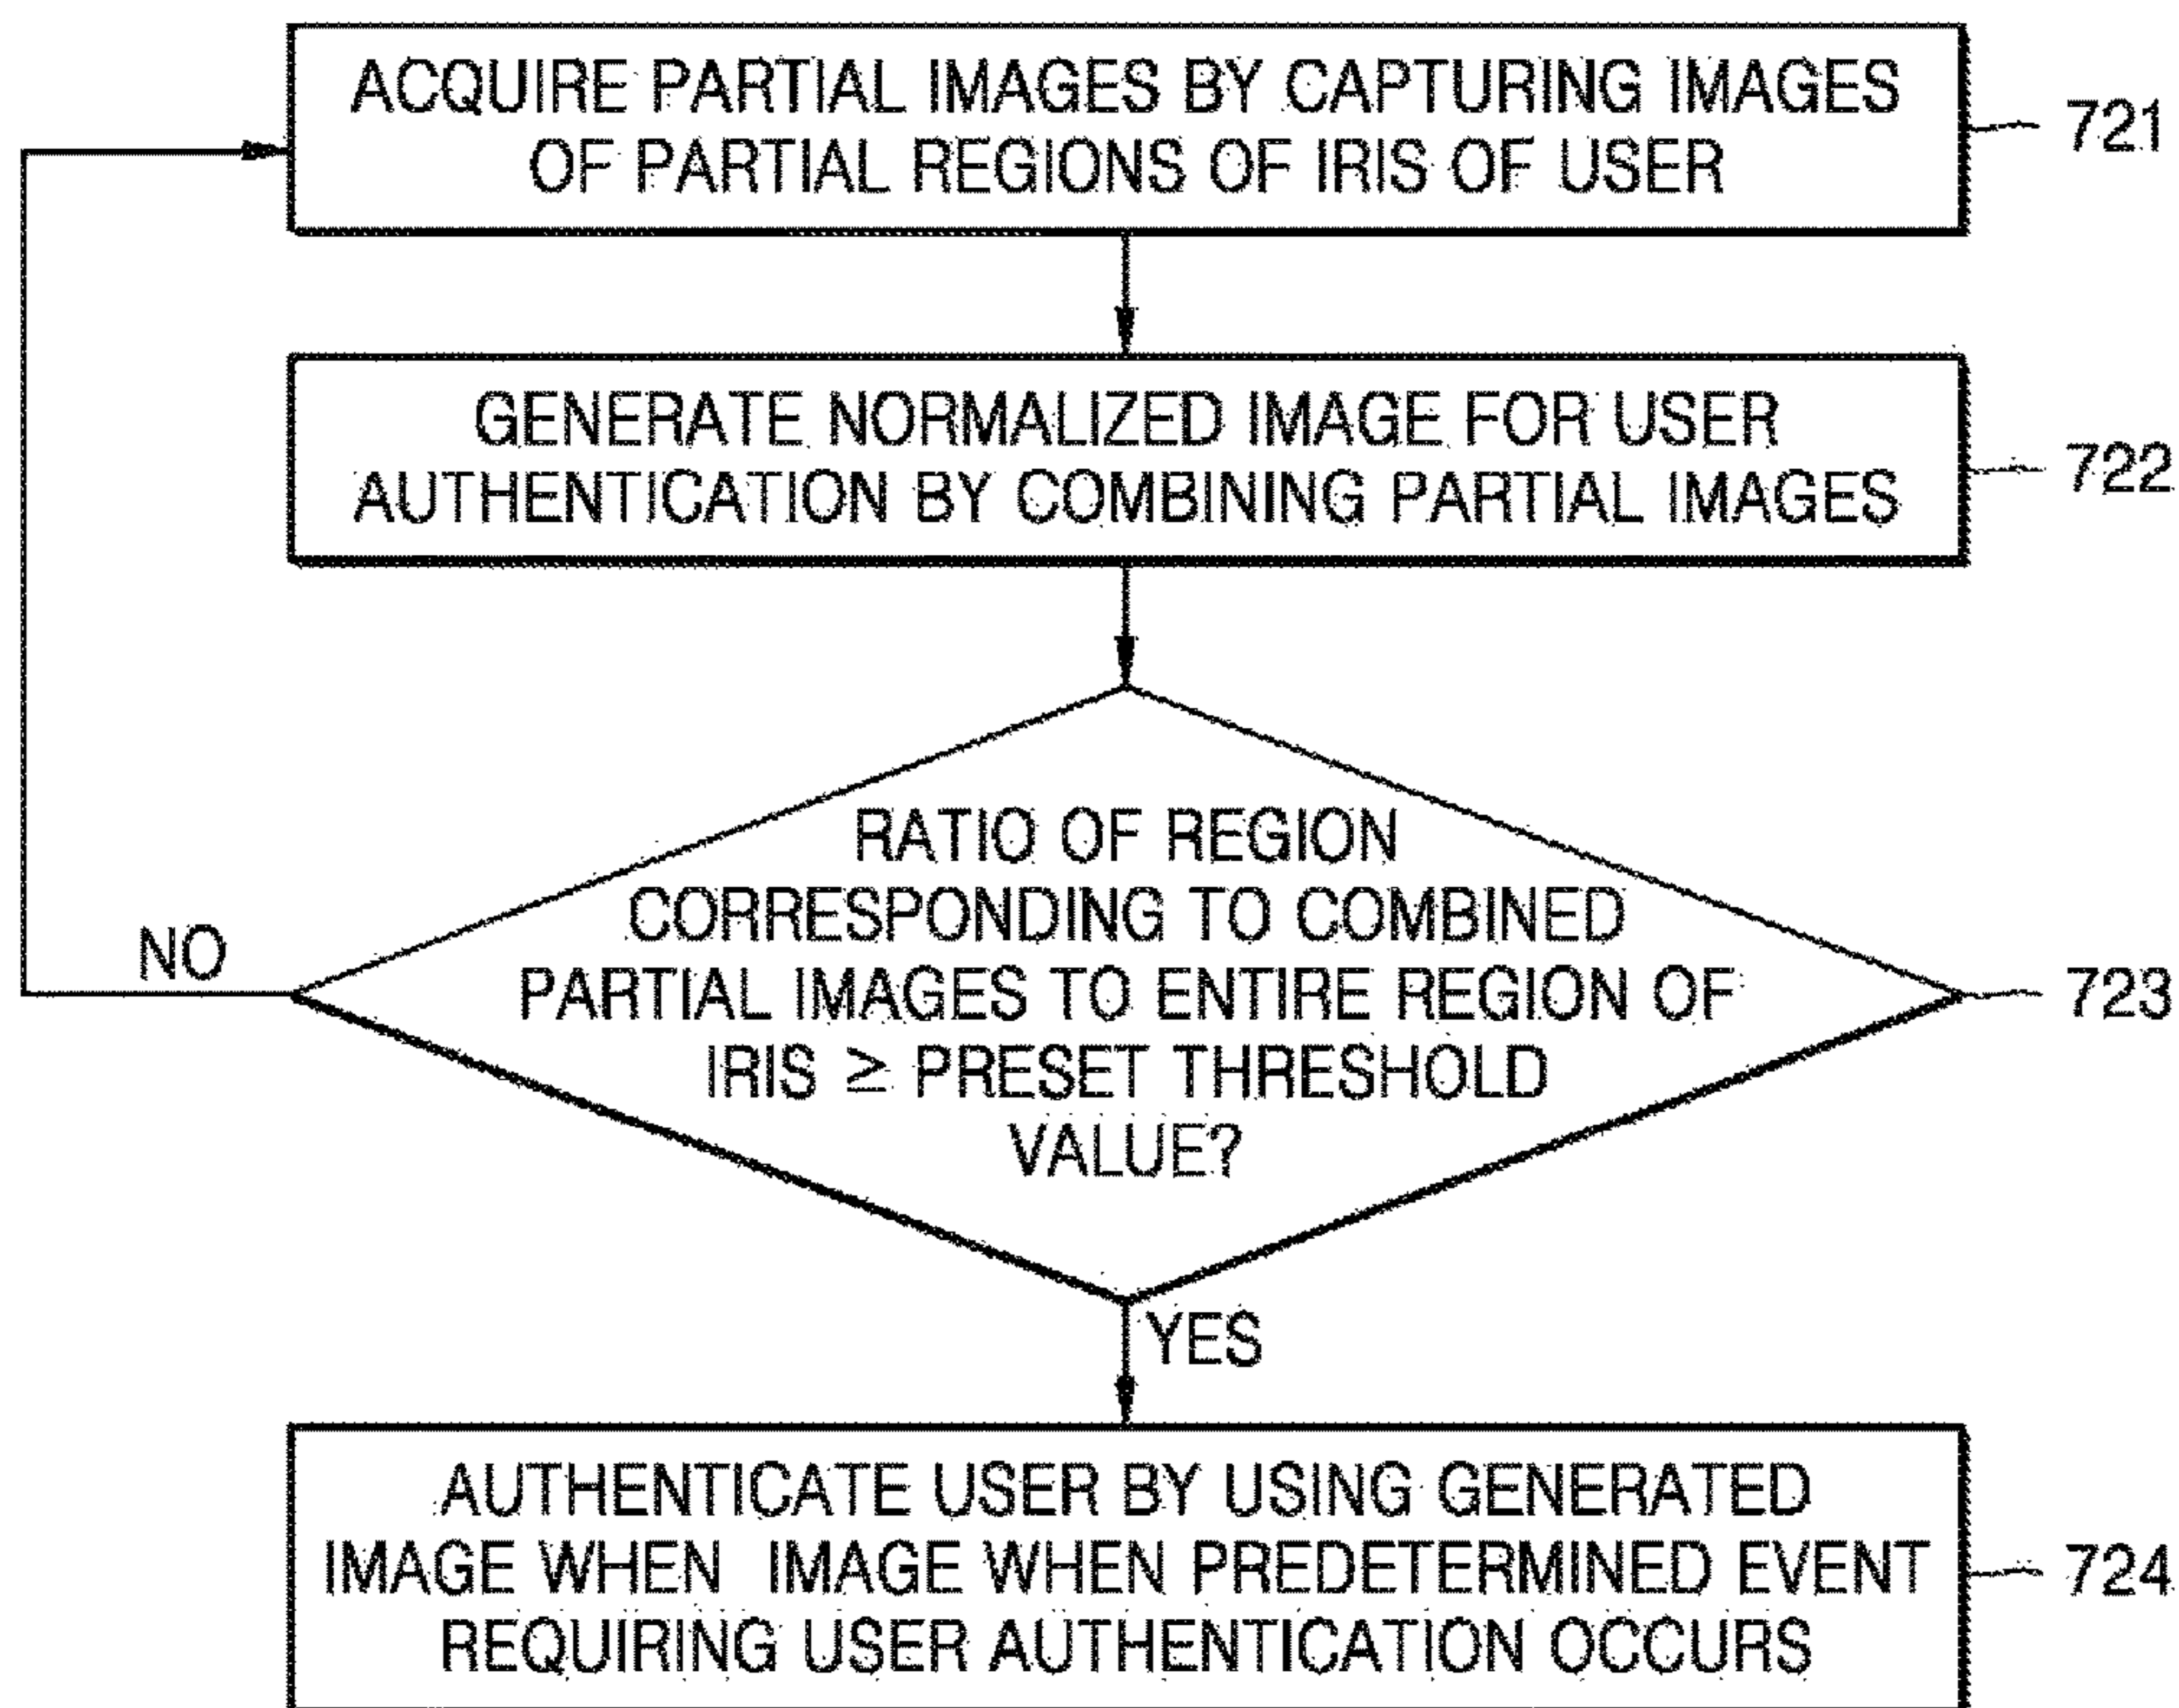 ACQUIRE PARTIAL IMAGES BY CAPTURING IMAGES
OF PARTIAL REGIONS OF IRIS OF USER
721
GENERATE NORMALIZED IMAGE FOR USER
AUTHENTICATION BY COMBINING PARTIAL IMAGES
722
RATIO OF REGION
CORRESPONDING TO COMBINED
PARTIAL IMAGES TO ENTIRE REGION OF
IRIS ≥ PRESET THRESHOLD
VALUE?
NO
723
YES
AUTHENTICATE USER BY USING GENERATED
IMAGE WHEN IMAGE WHEN PREDETERMINED EVENT
REQUIRING USER AUTHENTICATION OCCURS
724